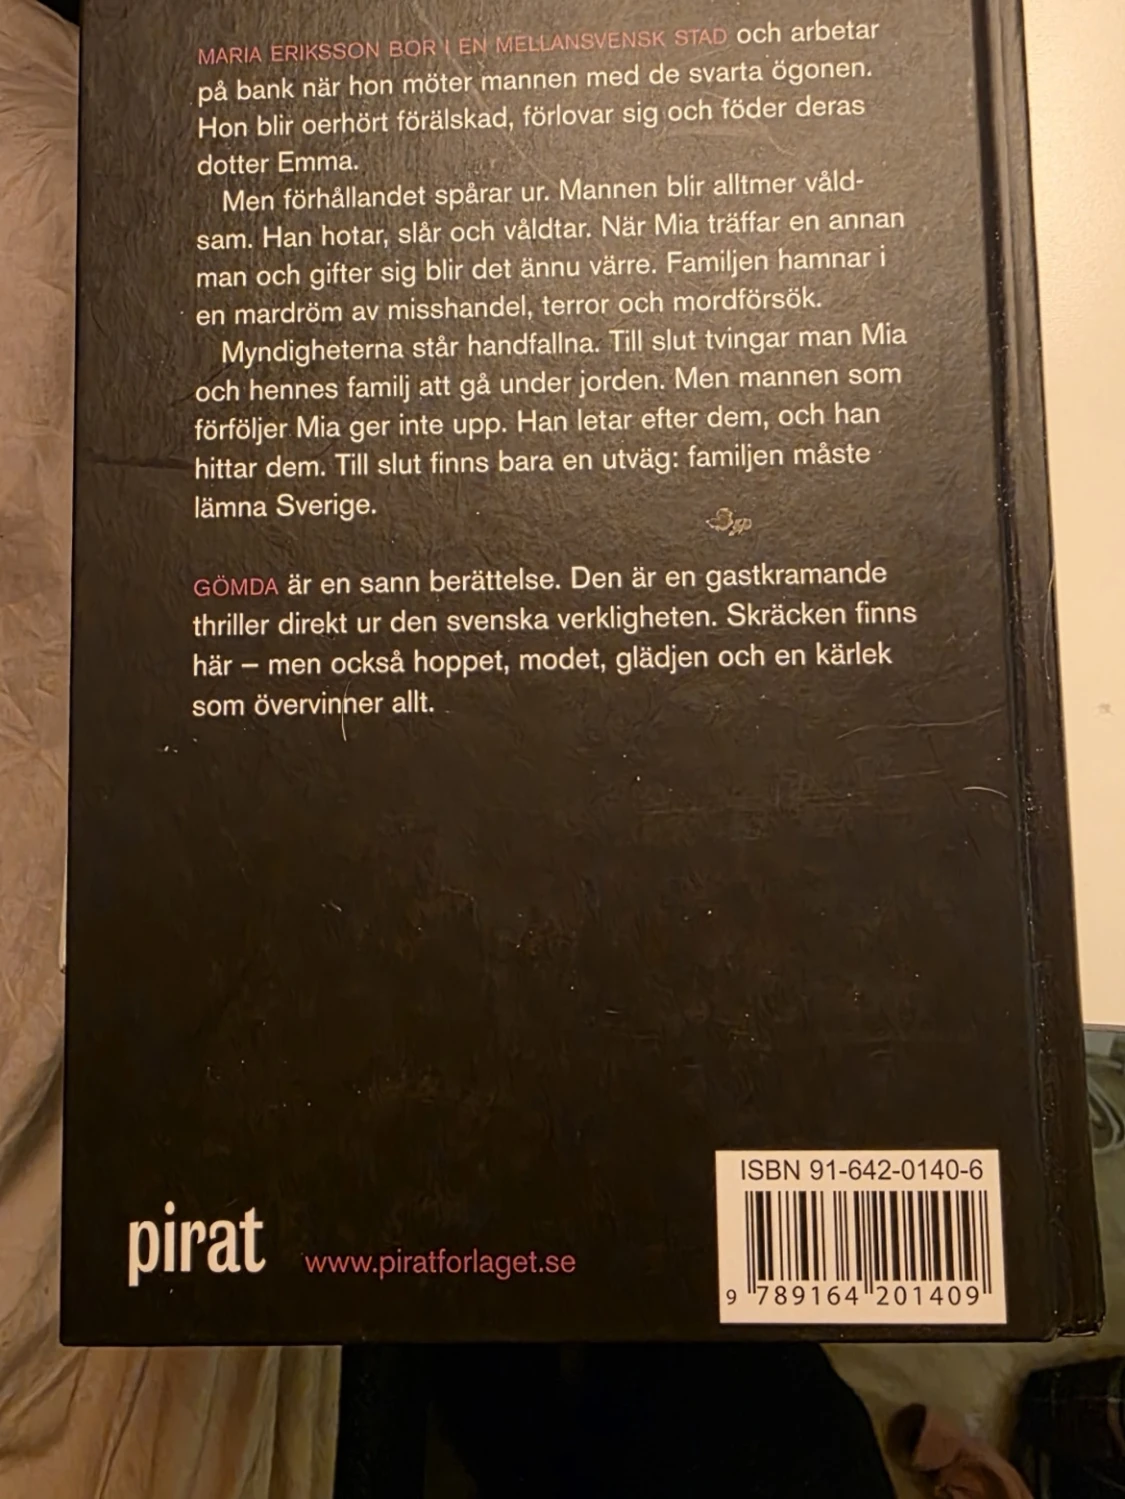 MARIA ERIKSSON BOR I EN MELLANSVENSK STAD och arbetar
på bank när hon möter mannen med de svarta ögonen.
Hon blir oerhört förälskad, förlovar sig och föder deras
dotter Emma.
Men förhållandet spårar ur. Mannen blir alltmer våld-
sam. Han hotar, slår och våldtar. När Mia träffar en annan
man och gifter sig blir det ännu värre. Familjen hamnar i
en mardröm av misshandel, terror och mordförsök.
Myndigheterna står handfallna. Till slut tvingar man Mia
och hennes familj att gå under jorden. Men mannen som
förföljer Mia ger inte upp. Han letar efter dem, och han
hittar dem. Till slut finns bara en utväg: familjen måste
lämna Sverige.
GÖMDA är en sann berättelse. Den är en gastkramande
thriller direkt ur den svenska verkligheten. Skräcken finns
här – men också hoppet, modet, glädjen och en kärlek
som övervinner allt.
ISBN 91-642-0140-6
pirat www.piratforlaget.se
9 789164 201409